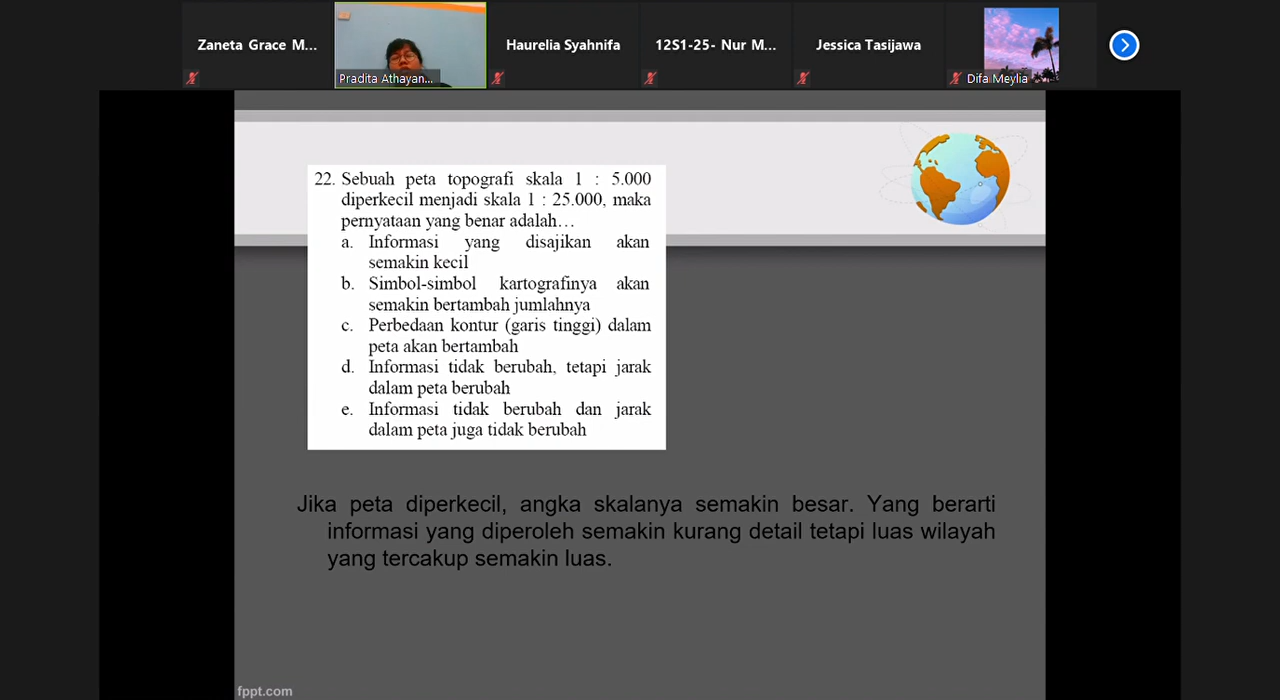 Zaneta Grace M...
Pradita Athayan...
Haurelia Syahnifa
12S1-25- Nur M...
Jessica Tasijawa
Difa Meylia
22. Sebuah peta topografi skala 1 : 5.000
diperkecil menjadi skala 1 : 25.000, maka
pernyataan yang benar adalah…
a. Informasi yang disajikan akan
semakin kecil
b. Simbol-simbol kartografinya akan
semakin bertambah jumlahnya
c. Perbedaan kontur (garis tinggi) dalam
peta akan bertambah
d. Informasi tidak berubah, tetapi jarak
dalam peta berubah
e. Informasi tidak berubah dan jarak
dalam peta juga tidak berubah
Jika peta diperkecil, angka skalanya semakin besar. Yang berarti
informasi yang diperoleh semakin kurang detail tetapi luas wilayah
yang tercakup semakin luas.
fppt.com